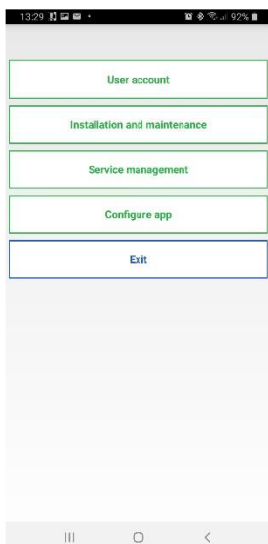 13:29
92%
User account
Installation and maintenance
Service management
Configure app
Exit